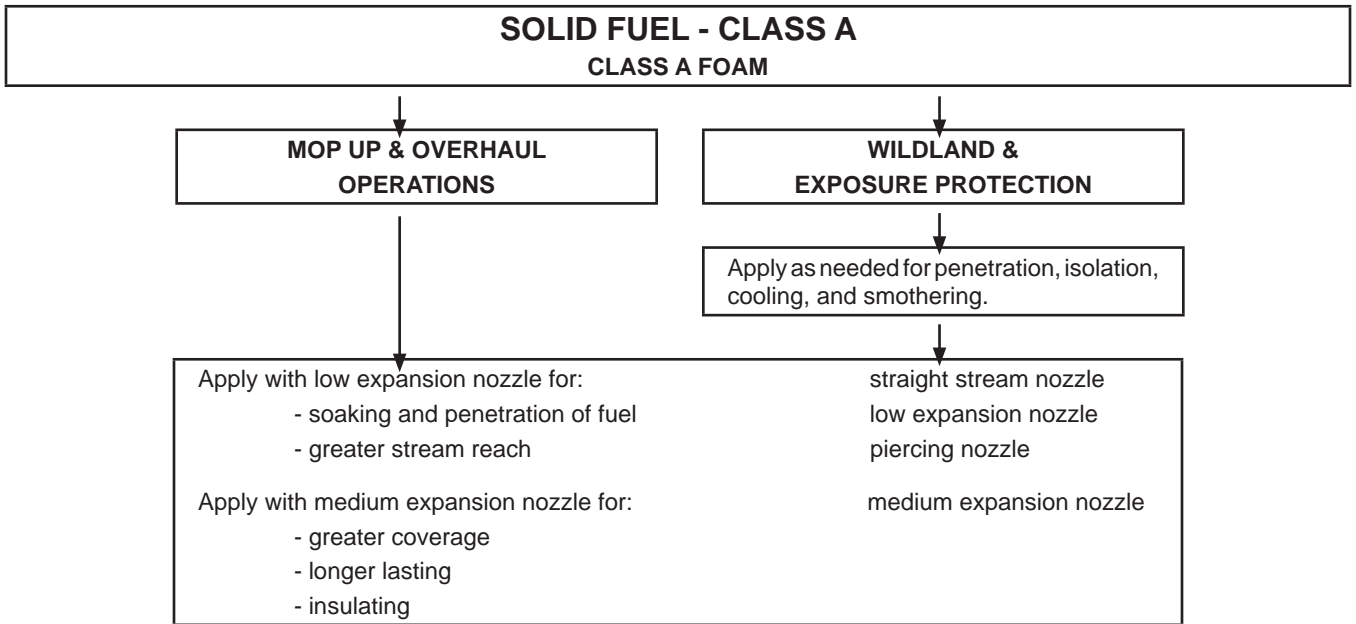 SOLID FUEL - CLASS A
CLASS A FOAM
MOP UP & OVERHAUL
OPERATIONS
WILDLAND &
EXPOSURE PROTECTION
Apply as needed for penetration, isolation,
cooling, and smothering.
Apply with low expansion nozzle for:
- soaking and penetration of fuel
- greater stream reach
straight stream nozzle
low expansion nozzle
piercing nozzle
Apply with medium expansion nozzle for:
- greater coverage
- longer lasting
- insulating
medium expansion nozzle